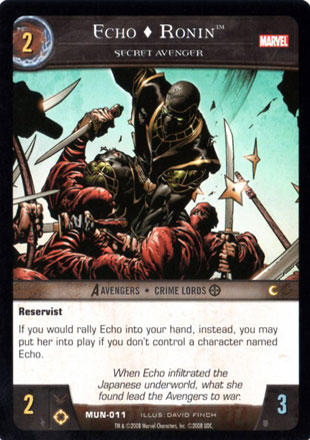 2
ECHO ♦ RONIN™
SECRET AVENGER
MARVEL
AVENGERS • CRIME LORDS
Reservist
If you would rally Echo into your hand, instead, you may
put her into play if you don't control a character named
Echo.
When Echo infiltrated the
Japanese underworld, what she
found lead the Avengers to war.
2
MUN-011
ILLUS: DAVID FINCH
3
TM & ©2008 Marvel Characters, Inc. ©2008 UDC.